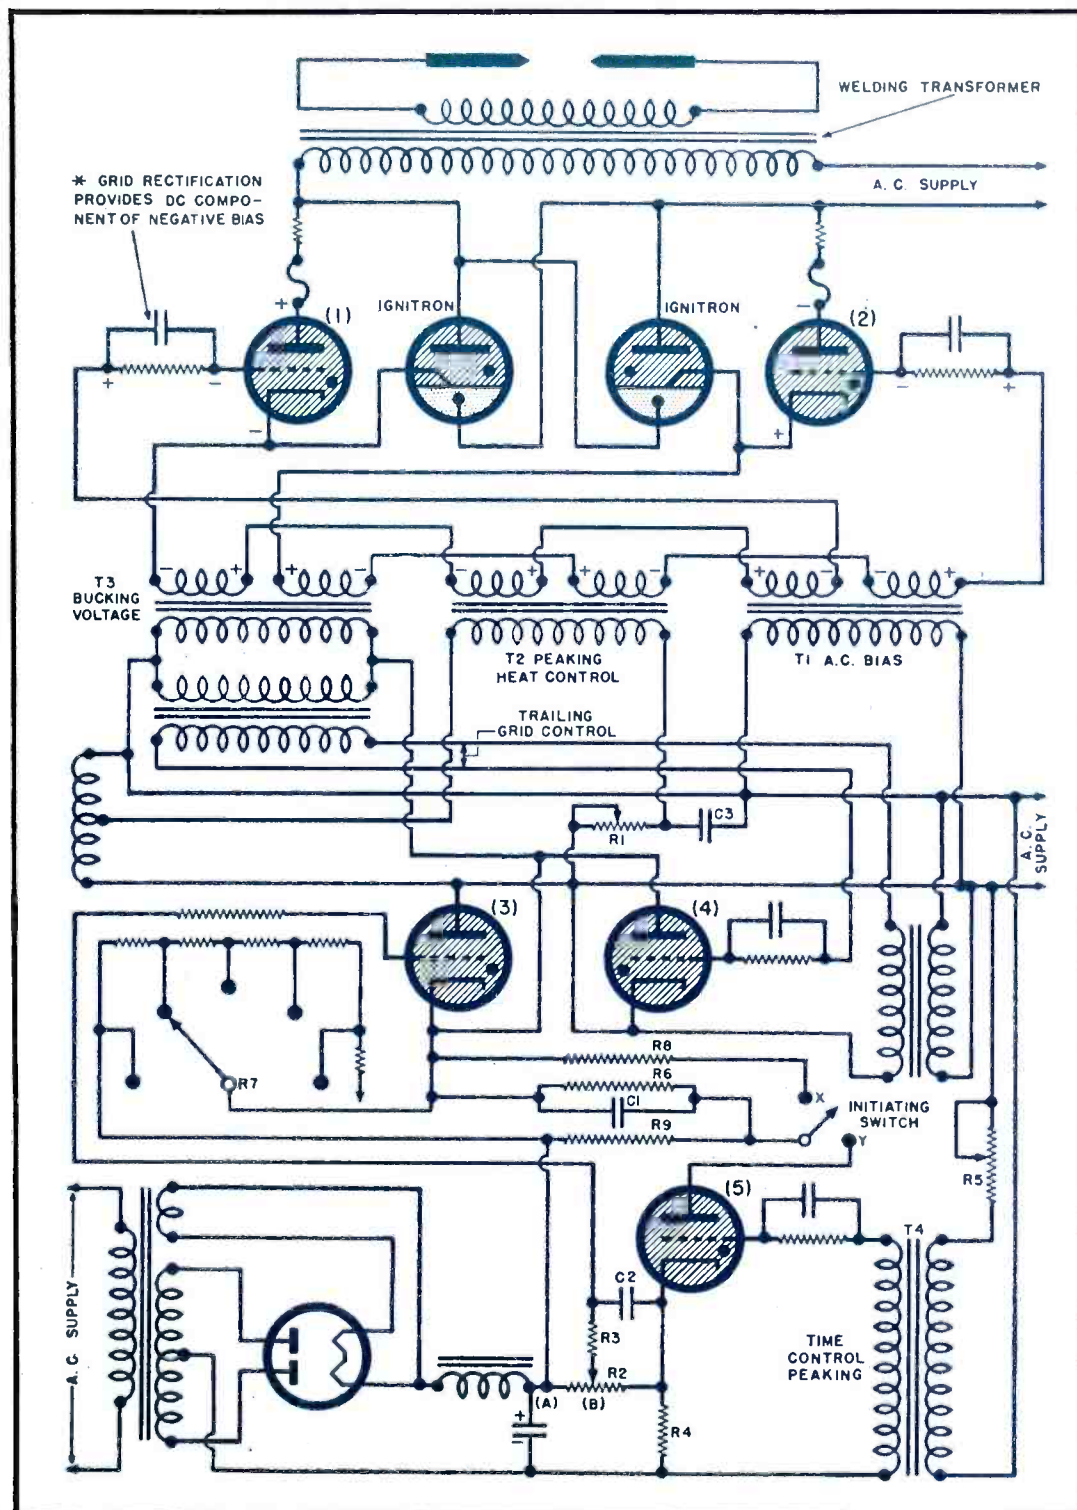 WELDING TRANSFORMER
A. C. SUPPLY
* GRID RECTIFICATION
PROVIDES DC COMPO-
NENT OF NEGATIVE BIAS
+
(1)
IGNITRON
IGNITRON
-
(2)
+ -
- +
-
+
- + + -
- + + -
+ - - +
T3
BUCKING
VOLTAGE
T2 PEAKING
HEAT CONTROL
T1 A.C. BIAS
TRAILING
GRID CONTROL
R1
C3
A. C.
SUPPLY
(3)
(4)
R8
R6
C1
R9
R7
X
INITIATING
SWITCH
Y
R5
(5)
T4
A. C. SUPPLY
C2
R3
R2
(A)
(B)
+
-
R4
TIME
CONTROL
PEAKING